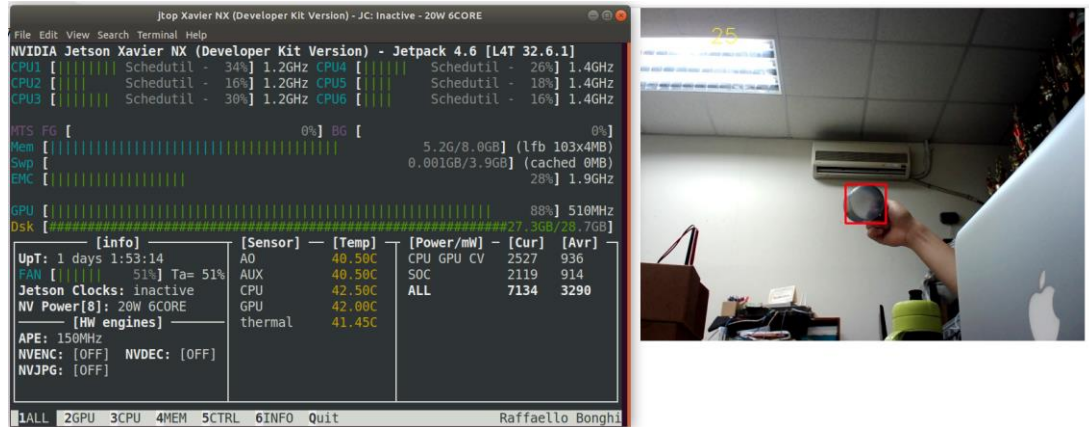 jtop Xavier NX (Developer Kit Version) - JC: Inactive - 20W 6CORE
File Edit View Search Terminal Help
NVIDIA Jetson Xavier NX (Developer Kit Version) - Jetpack 4.6 [L4T 32.6.1]
CPU1 [||||||||| Schedutil - 34%] 1.2GHz CPU4 [||||||| Schedutil - 26%] 1.4GHz
CPU2 [|||| Schedutil - 16%] 1.2GHz CPU5 [|||| Schedutil - 18%] 1.4GHz
CPU3 [||||||| Schedutil - 30%] 1.2GHz CPU6 [|||| Schedutil - 16%] 1.4GHz
MTS FG [ 0%] BG [ 0%]
Mem [||||||||||||||||||||||||||||||||||||||| 5.2G/8.0GB] (lfb 103x4MB)
Swp [ 0.001GB/3.9GB] (cached 0MB)
EMC [|||||||||||||||||| 28%] 1.9GHz
GPU [||||||||||||||||||||||||||||||||||||||||||||||||||||||||||| 88%] 510MHz
Dsk [#############################################################27.3GB/28.7GB]
[info] [Sensor] [Temp] [Power/mW] [Cur] [Avr]
UpT: 1 days 1:53:14 AO 40.50C CPU GPU CV 2527 936
FAN [|||||| 51%] Ta= 51% AUX 40.50C SOC 2119 914
Jetson Clocks: inactive CPU 42.50C ALL 7134 3290
NV Power[8]: 20W 6CORE GPU 42.00C
[HW engines] thermal 41.45C
APE: 150MHz
NVENC: [OFF] NVDEC: [OFF]
NVJPG: [OFF]
1ALL 2GPU 3CPU 4MEM 5CTRL 6INFO Quit Raffaello Bonghi
25